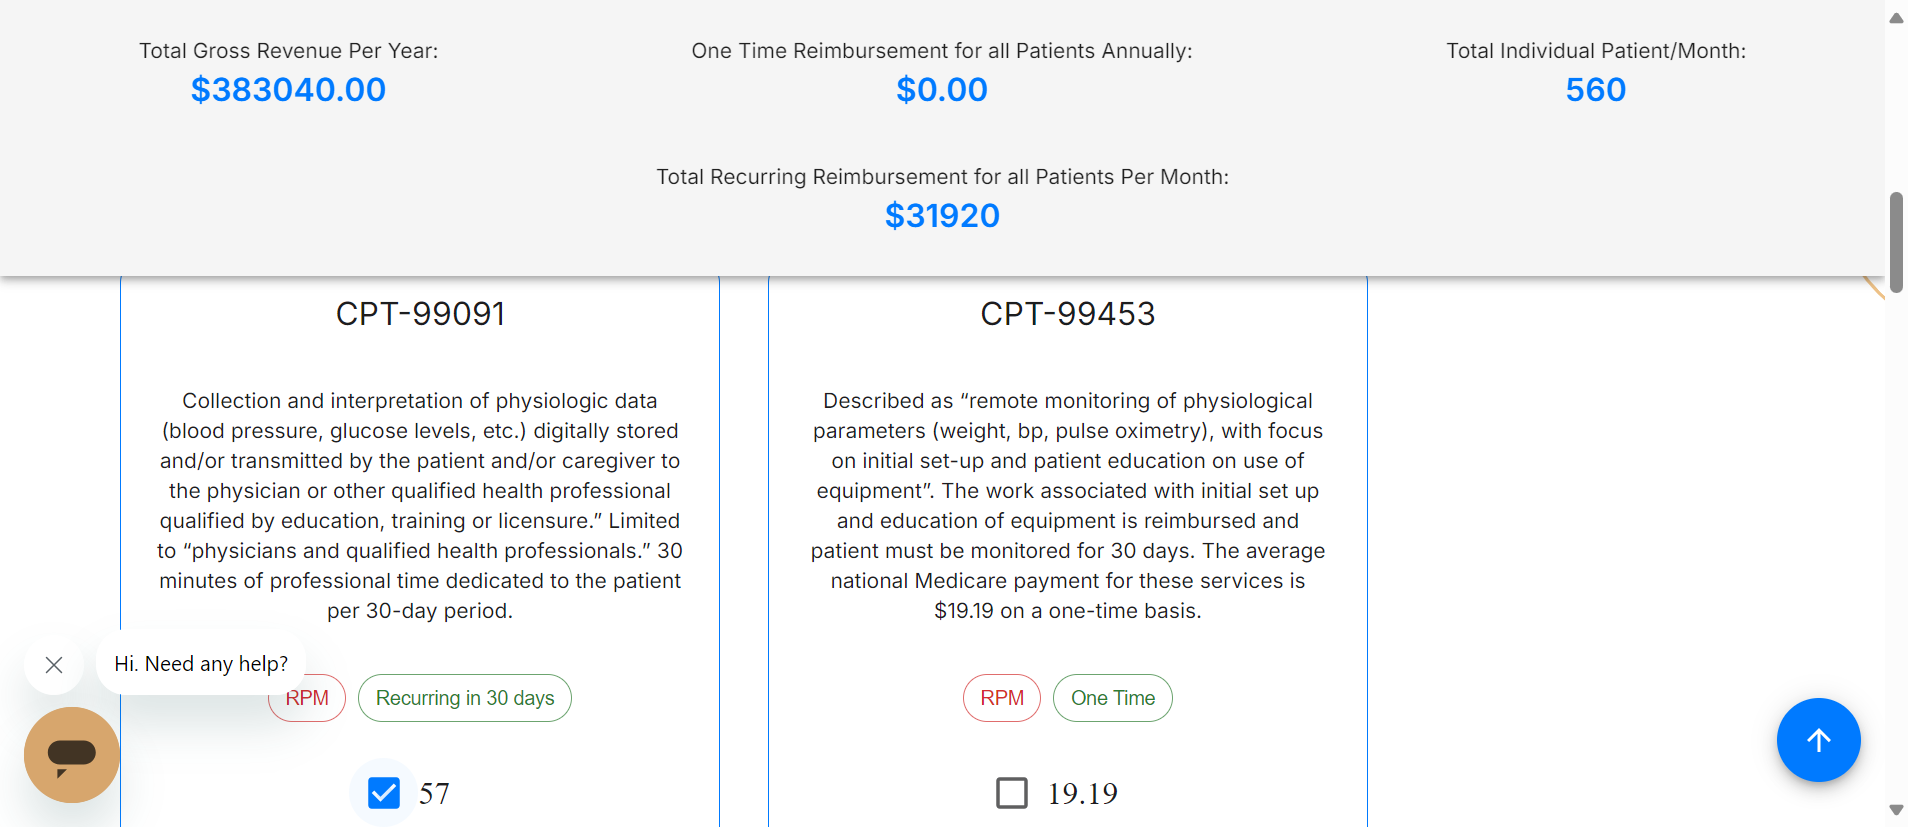 Total Gross Revenue Per Year:
$383040.00
One Time Reimbursement for all Patients Annually:
$0.00
Total Individual Patient/Month:
560
Total Recurring Reimbursement for all Patients Per Month:
$31920
CPT-99091
Collection and interpretation of physiologic data
(blood pressure, glucose levels, etc.) digitally stored
and/or transmitted by the patient and/or caregiver to
the physician or other qualified health professional
qualified by education, training or licensure.” Limited
to “physicians and qualified health professionals.” 30
minutes of professional time dedicated to the patient
per 30-day period.
RPM
Recurring in 30 days
57
CPT-99453
Described as “remote monitoring of physiological
parameters (weight, bp, pulse oximetry), with focus
on initial set-up and patient education on use of
equipment”. The work associated with initial set up
and education of equipment is reimbursed and
patient must be monitored for 30 days. The average
national Medicare payment for these services is
$19.19 on a one-time basis.
RPM
One Time
19.19
Hi. Need any help?